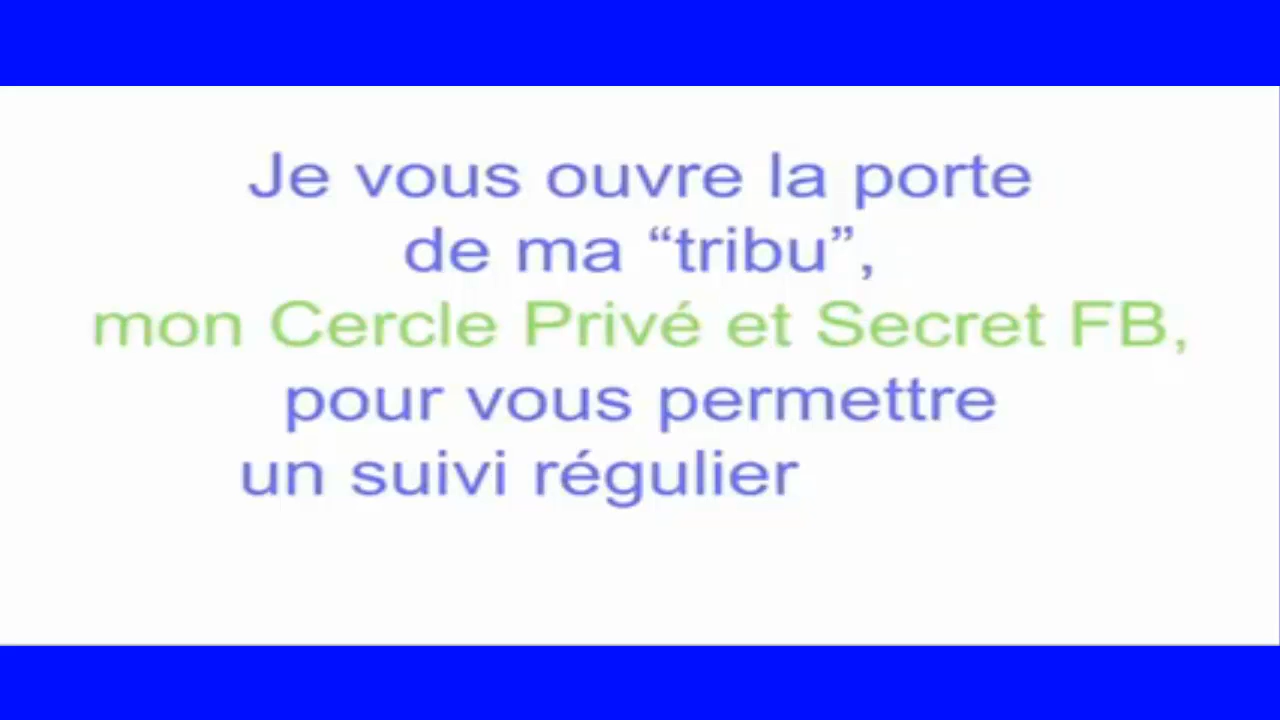 Je vous ouvre la porte
de ma “tribu”,
mon Cercle Privé et Secret FB,
pour vous permettre
un suivi régulier